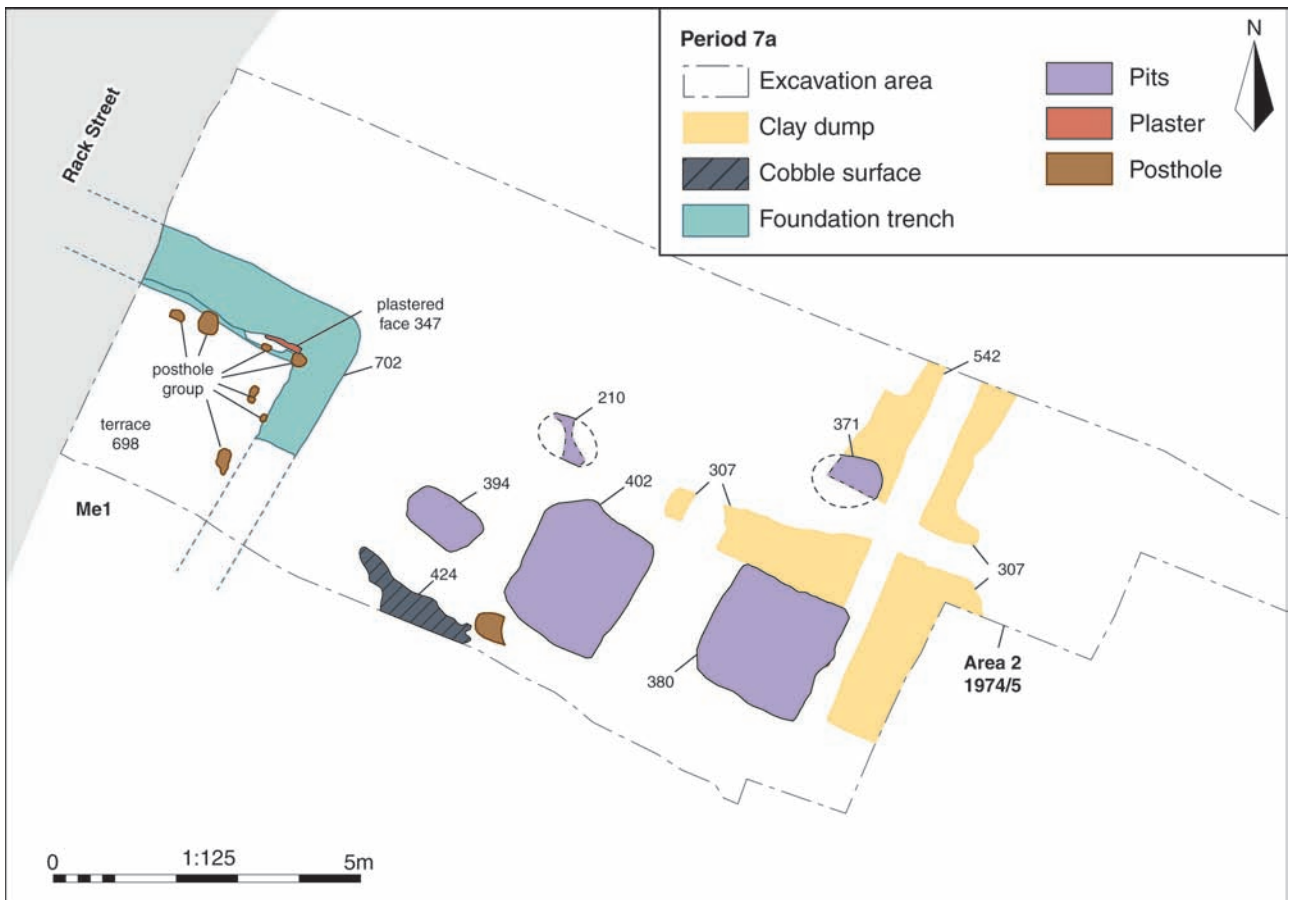 Period 7a
Excavation area
Clay dump
Cobble surface
Foundation trench
Pits
Plaster
Posthole
N
Rack Street
plastered
face 347
702
posthole
group
terrace
698
Me1
210
394
402
424
307
371
542
307
380
Area 2
1974/5
0
1:125
5m